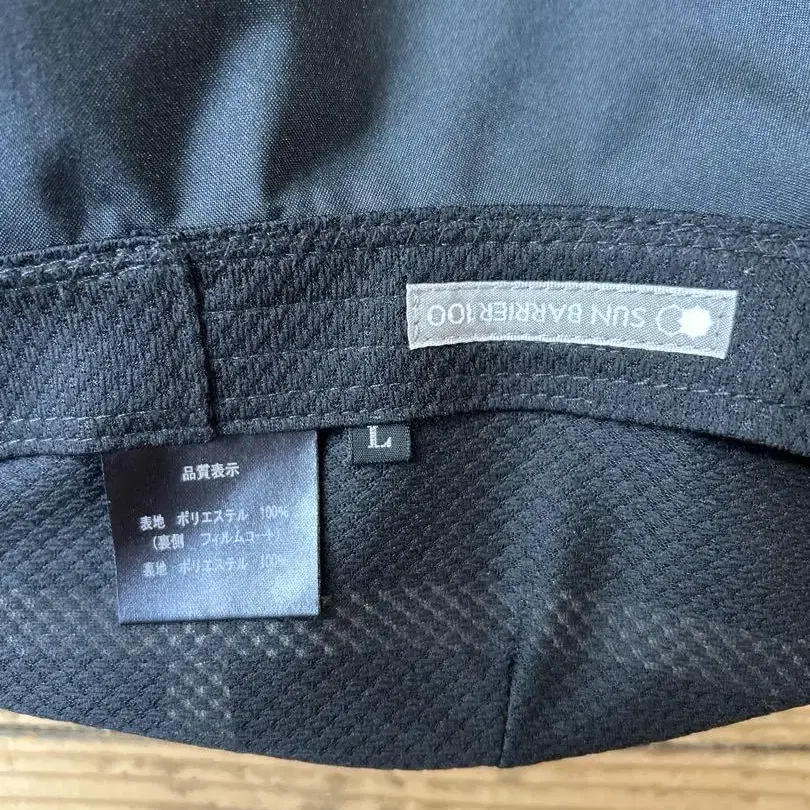 SUN BARRIER100
L
品質表示
表地 ポリエステル 100%
(裏側 フィルムコート)
裏地 ポリエステル 100%